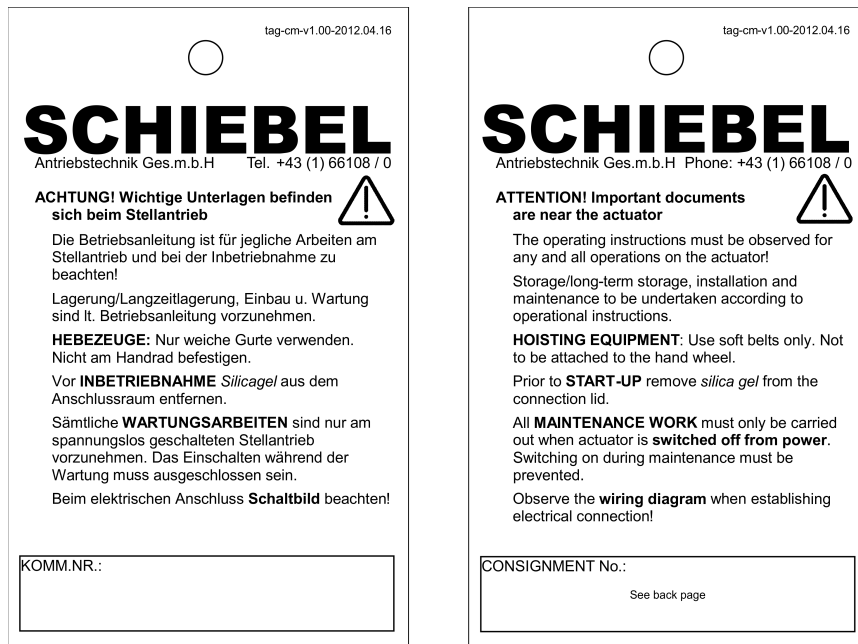 tag-cm-v1.00-2012.04.16
SCHIEBEL
Antriebstechnik Ges.m.b.H Tel. +43 (1) 66108 / 0
ACHTUNG! Wichtige Unterlagen befinden
sich beim Stellantrieb
Die Betriebsanleitung ist für jegliche Arbeiten am
Stellantrieb und bei der Inbetriebnahme zu
beachten!
Lagerung/Langzeitlagerung, Einbau u. Wartung
sind lt. Betriebsanleitung vorzunehmen.
HEBEZEUGE: Nur weiche Gurte verwenden.
Nicht am Handrad befestigen.
Vor INBETRIEBNAHME Silicagel aus dem
Anschlussraum entfernen.
Sämtliche WARTUNGSARBEITEN sind nur am
spannungslos geschalteten Stellantrieb
vorzunehmen. Das Einschalten während der
Wartung muss ausgeschlossen sein.
Beim elektrischen Anschluss Schaltbild beachten!
KOMM.NR.:
tag-cm-v1.00-2012.04.16
SCHIEBEL
Antriebstechnik Ges.m.b.H Phone: +43 (1) 66108 / 0
ATTENTION! Important documents
are near the actuator
The operating instructions must be observed for
any and all operations on the actuator!
Storage/long-term storage, installation and
maintenance to be undertaken according to
operational instructions.
HOISTING EQUIPMENT: Use soft belts only. Not
to be attached to the hand wheel.
Prior to START-UP remove silica gel from the
connection lid.
All MAINTENANCE WORK must only be carried
out when actuator is switched off from power.
Switching on during maintenance must be
prevented.
Observe the wiring diagram when establishing
electrical connection!
CONSIGNMENT No.:
See back page